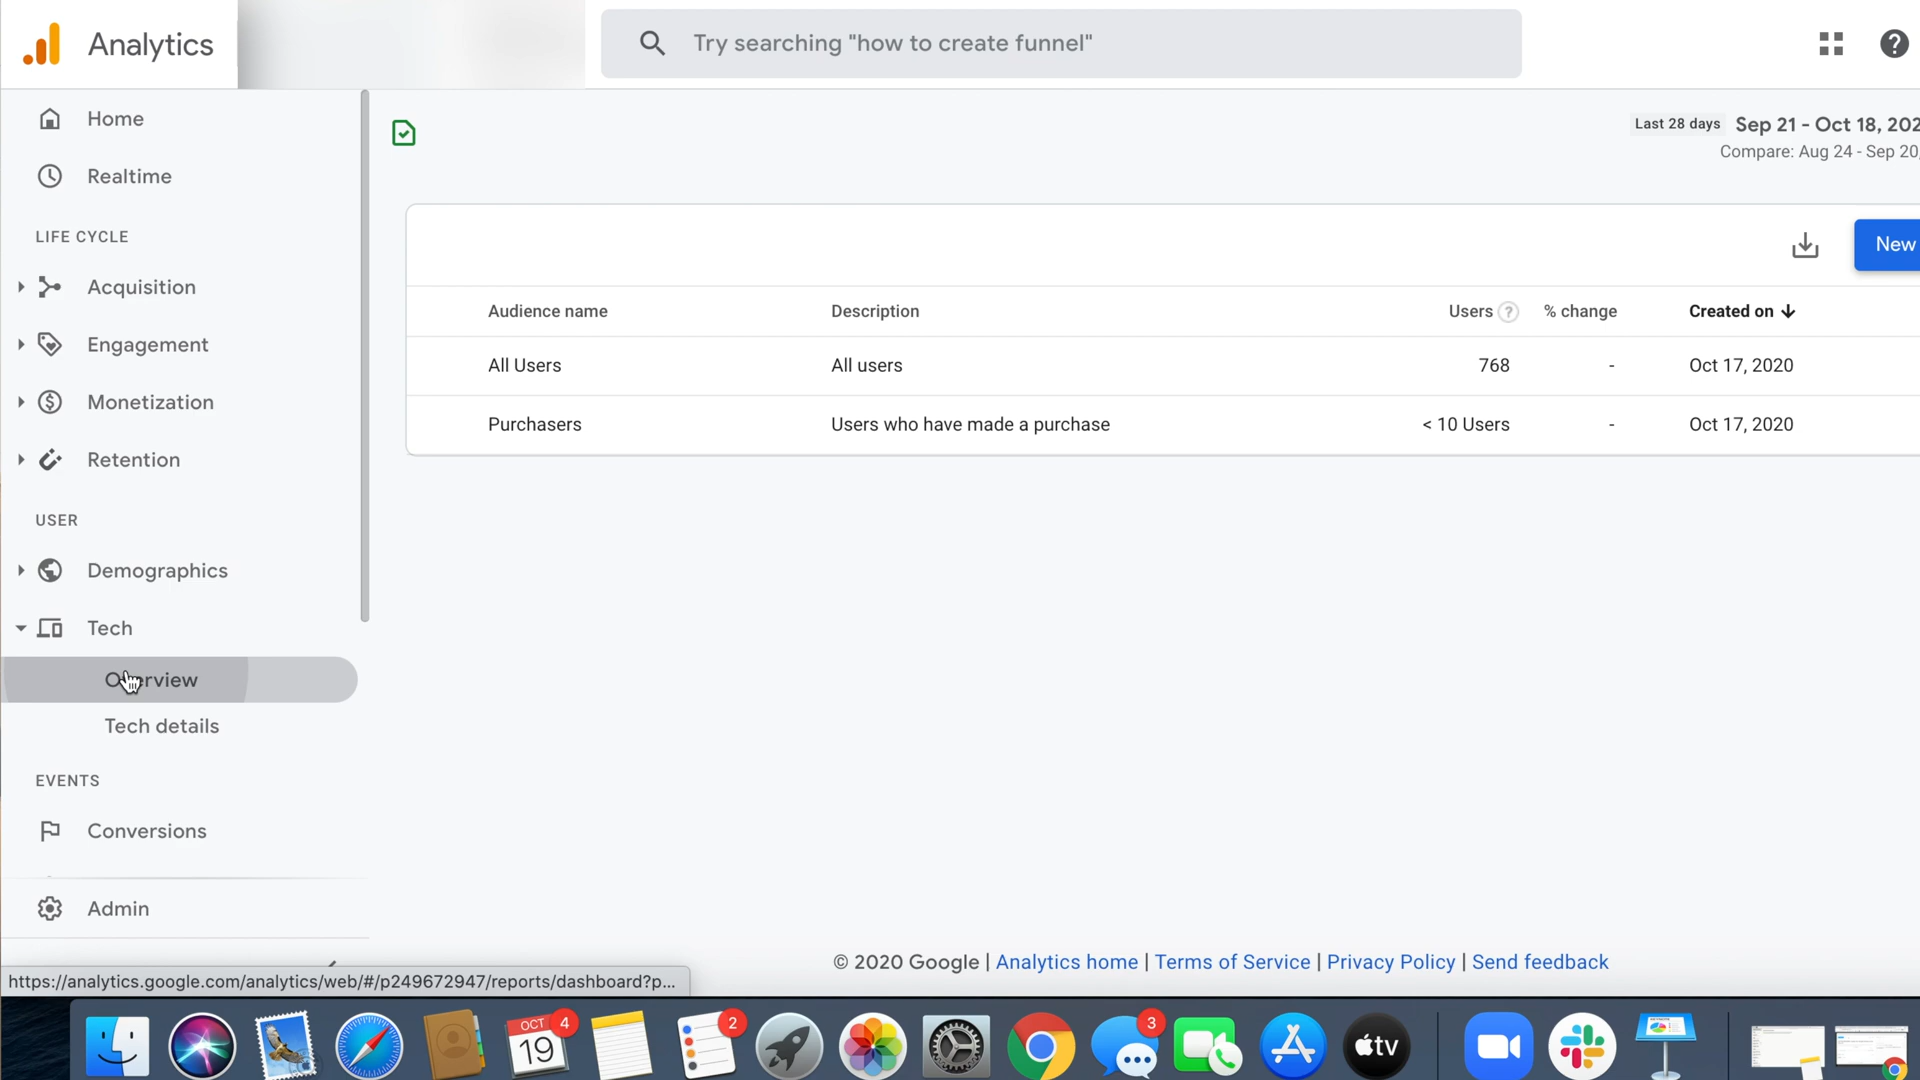 Analytics
Try searching "how to create funnel"
?
Home
Realtime
LIFE CYCLE
Acquisition
Engagement
Monetization
Retention
USER
Demographics
Tech
Overview
Tech details
EVENTS
Conversions
Admin
Last 28 days Sep 21 - Oct 18, 202
Compare: Aug 24 - Sep 20,
New
Audience name Description Users ? % change Created on
All Users All users 768 - Oct 17, 2020
Purchasers Users who have made a purchase < 10 Users - Oct 17, 2020
© 2020 Google | Analytics home | Terms of Service | Privacy Policy | Send feedback
https://analytics.google.com/analytics/web/#/p249672947/reports/dashboard?p...
OCT 4
19
2
3
tv